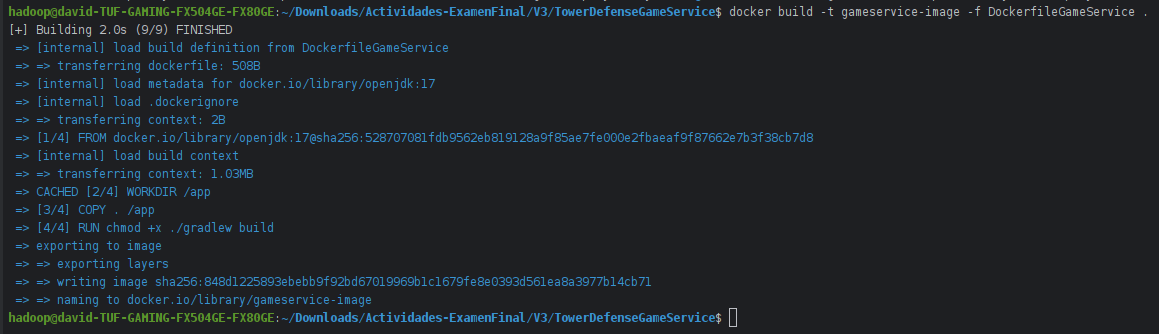 hadoop@david-TUF-GAMING-FX504GE-FX80GE:~/Downloads/Actividades-ExamenFinal/V3/TowerDefenseGameService$ docker build -t gameservice-image -f DockerfileGameService .
[+] Building 2.0s (9/9) FINISHED
=> [internal] load build definition from DockerfileGameService
=> => transferring dockerfile: 508B
=> [internal] load metadata for docker.io/library/openjdk:17
=> [internal] load .dockerignore
=> => transferring context: 2B
=> [1/4] FROM docker.io/library/openjdk:17@sha256:528707081fdb9562eb819128a9f85ae7fe000e2fbaeaf9f87662e7b3f38cb7d8
=> [internal] load build context
=> => transferring context: 1.03MB
=> CACHED [2/4] WORKDIR /app
=> [3/4] COPY . /app
=> [4/4] RUN chmod +x ./gradlew build
=> exporting to image
=> => exporting layers
=> => writing image sha256:848d1225893ebebb9f92bd67019969b1c1679fe8e0393d561ea8a3977b14cb71
=> => naming to docker.io/library/gameservice-image
hadoop@david-TUF-GAMING-FX504GE-FX80GE:~/Downloads/Actividades-ExamenFinal/V3/TowerDefenseGameService$